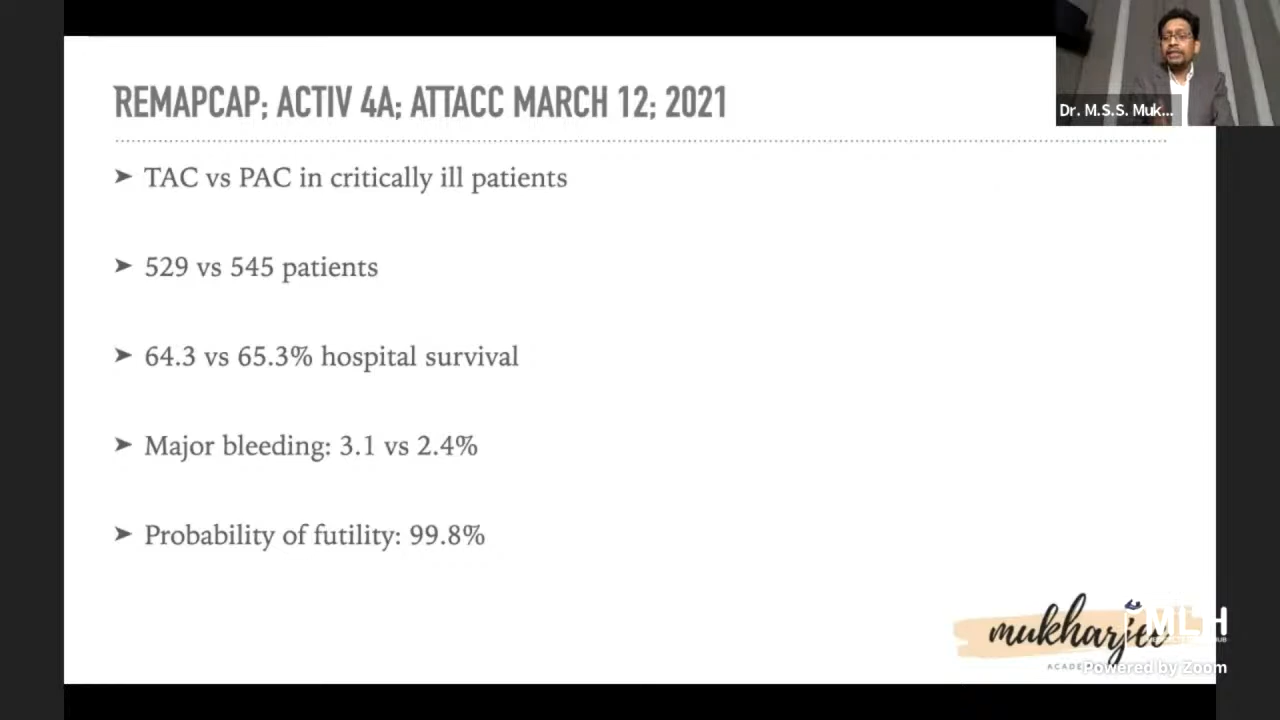 REMAPCAP; ACTIV 4A; ATTACC MARCH 12; 2021
Dr. M.S.S. Muk...
➤ TAC vs PAC in critically ill patients
➤ 529 vs 545 patients
➤ 64.3 vs 65.3% hospital survival
➤ Major bleeding: 3.1 vs 2.4%
➤ Probability of futility: 99.8%
mukharjee
MLH
Powered by Zoom